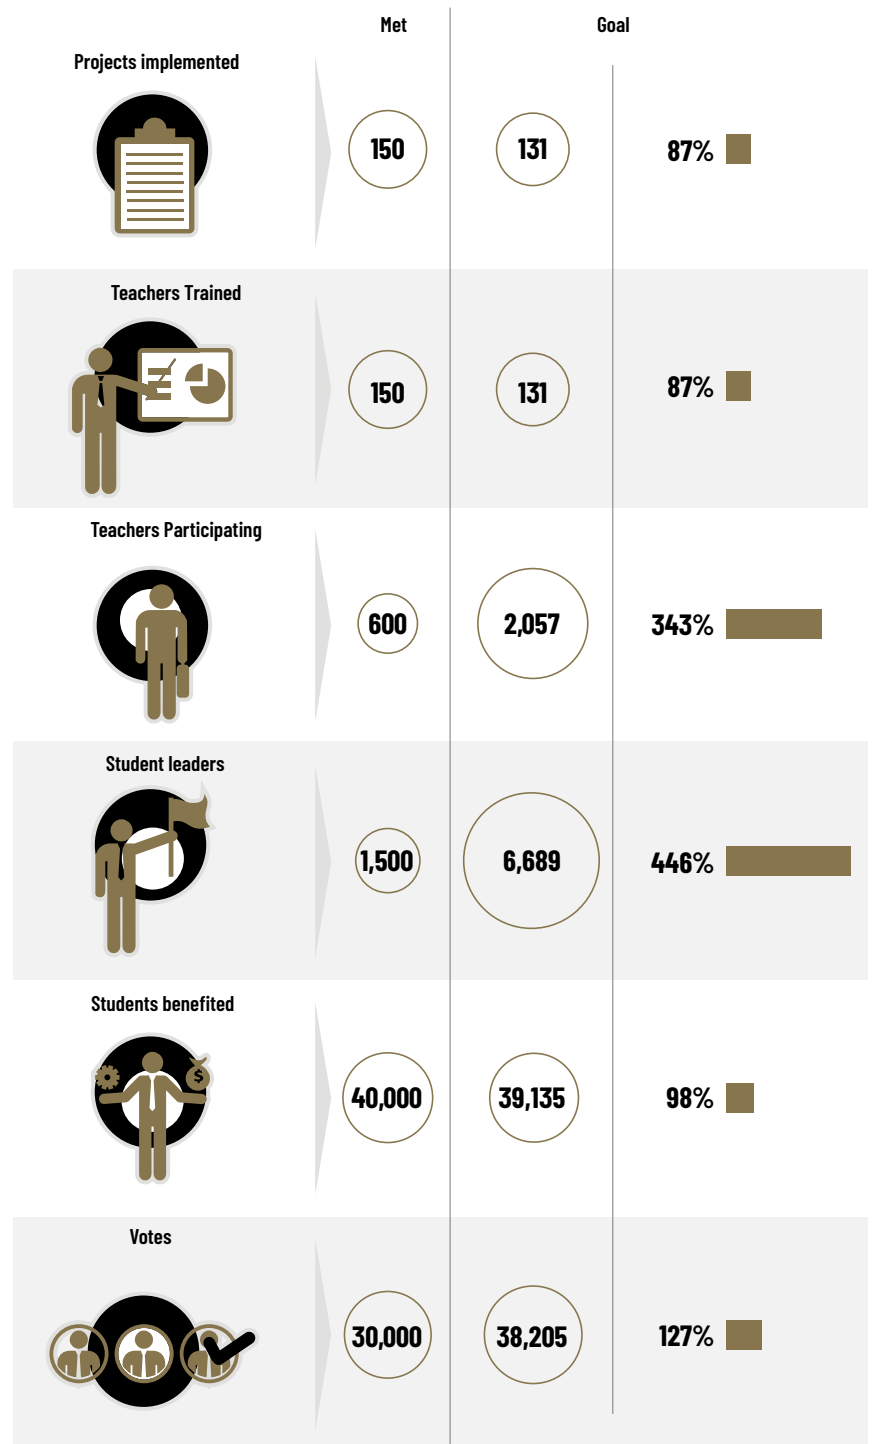 Met Goal
Projects implemented
150 131 87%
Teachers Trained
150 131 87%
Teachers Participating
600 2,057 343%
Student leaders
1,500 6,689 446%
Students benefited
$
40,000 39,135 98%
Votes
30,000 38,205 127%